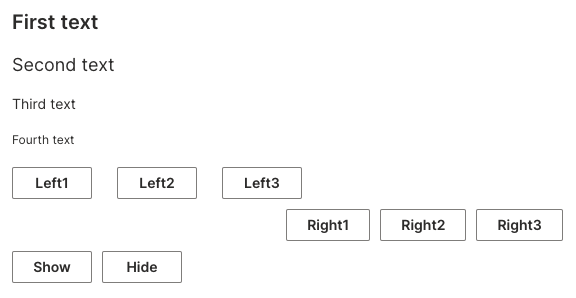 First text
Second text
Third text
Fourth text
Left1 Left2 Left3
Right1 Right2 Right3
Show Hide